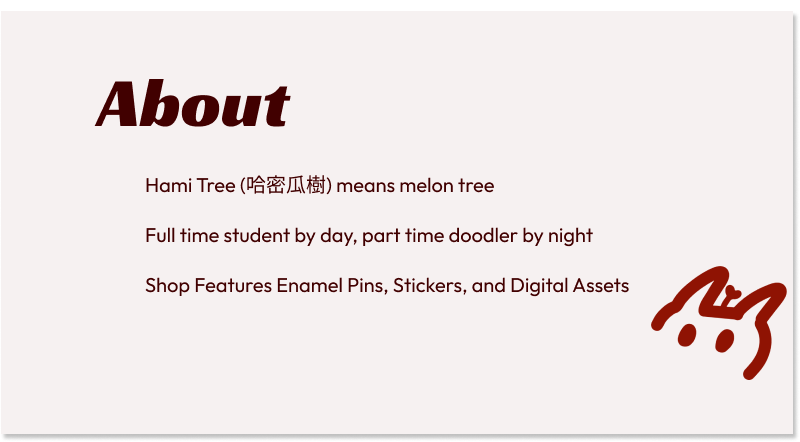 About
Hami Tree (哈密瓜樹) means melon tree
Full time student by day, part time doodler by night
Shop Features Enamel Pins, Stickers, and Digital Assets